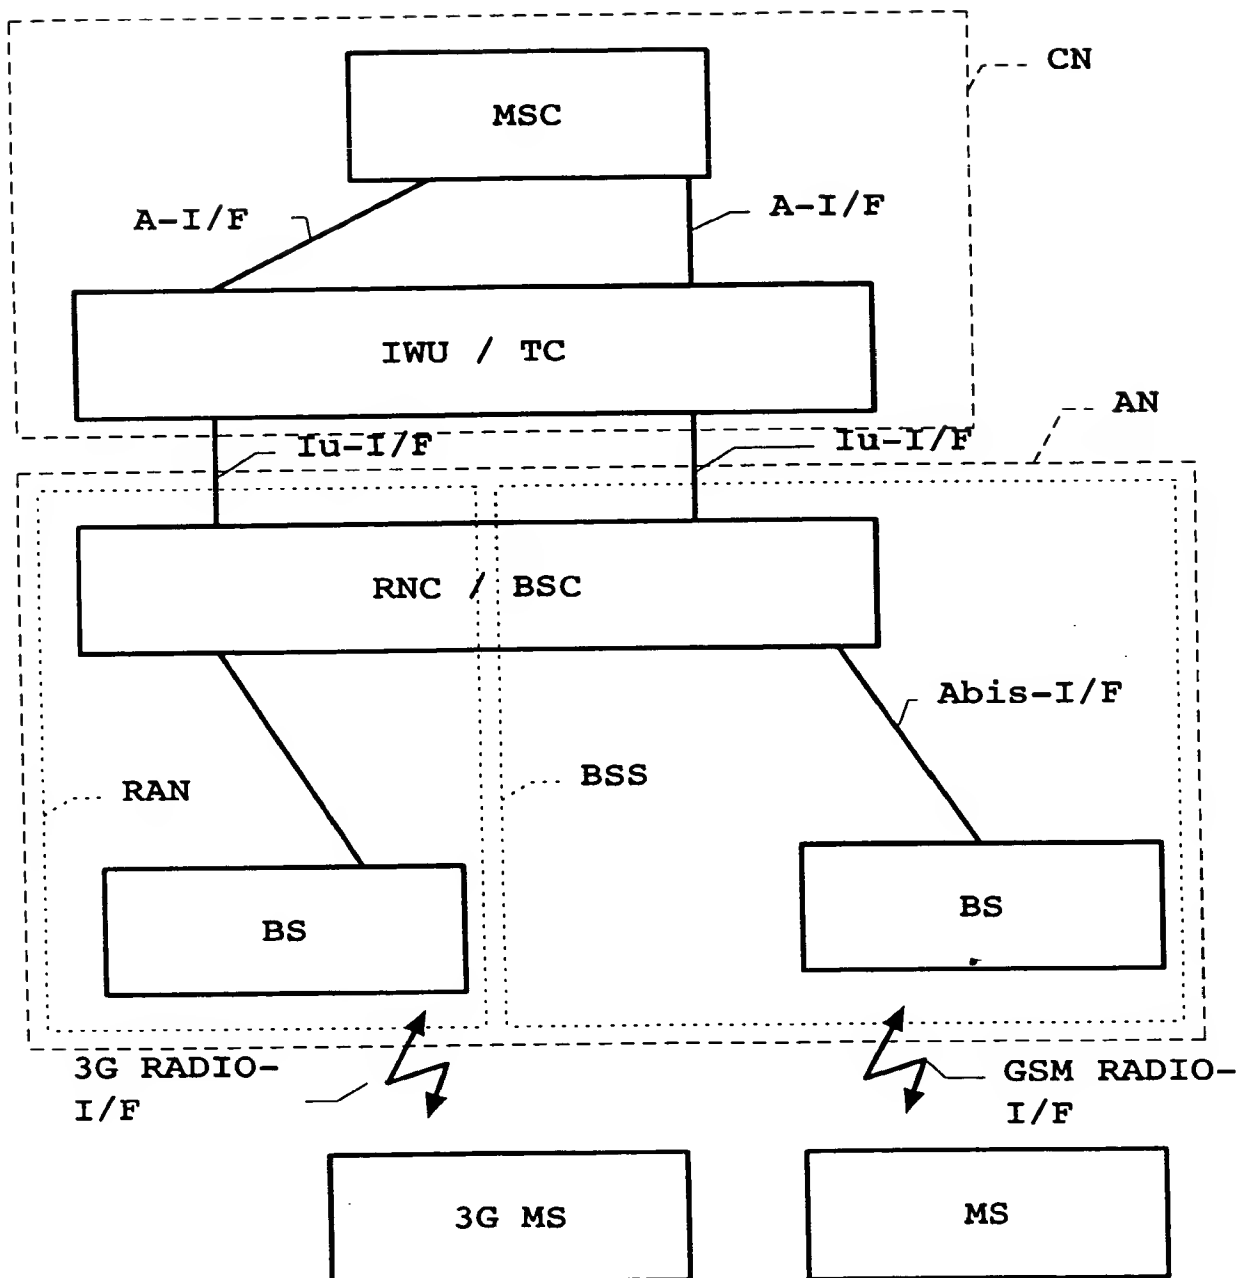 CN
MSC
A-I/F
A-I/F
IWU / TC
AN
Iu-I/F
Iu-I/F
RNC / BSC
Abis-I/F
RAN
BSS
BS
BS
3G RADIO-
I/F
GSM RADIO-
I/F
3G MS
MS